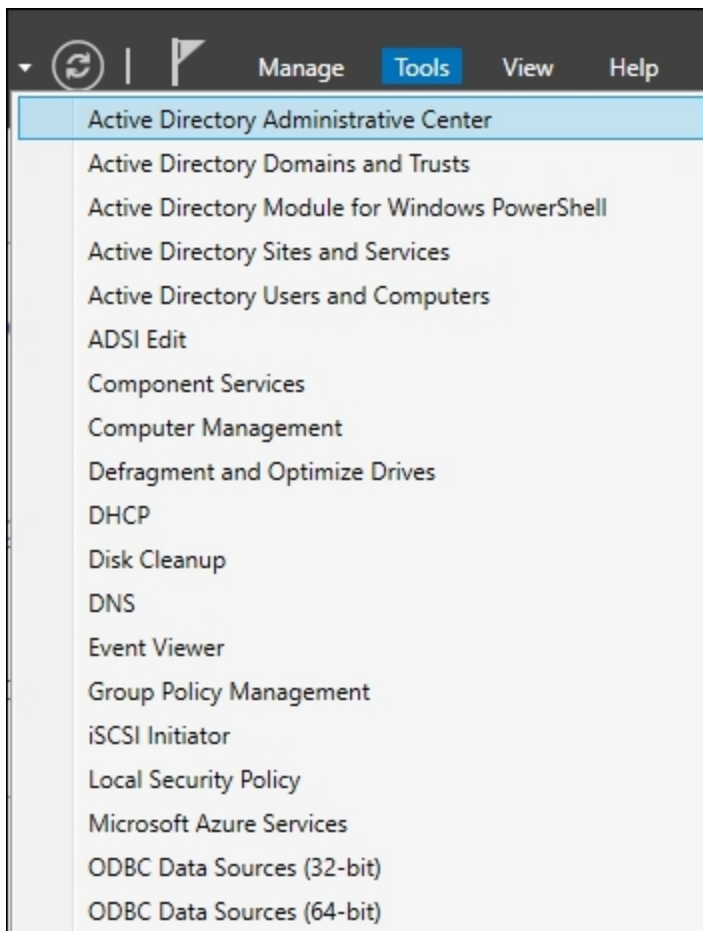 Manage Tools View Help
Active Directory Administrative Center
Active Directory Domains and Trusts
Active Directory Module for Windows PowerShell
Active Directory Sites and Services
Active Directory Users and Computers
ADSI Edit
Component Services
Computer Management
Defragment and Optimize Drives
DHCP
Disk Cleanup
DNS
Event Viewer
Group Policy Management
iSCSI Initiator
Local Security Policy
Microsoft Azure Services
ODBC Data Sources (32-bit)
ODBC Data Sources (64-bit)